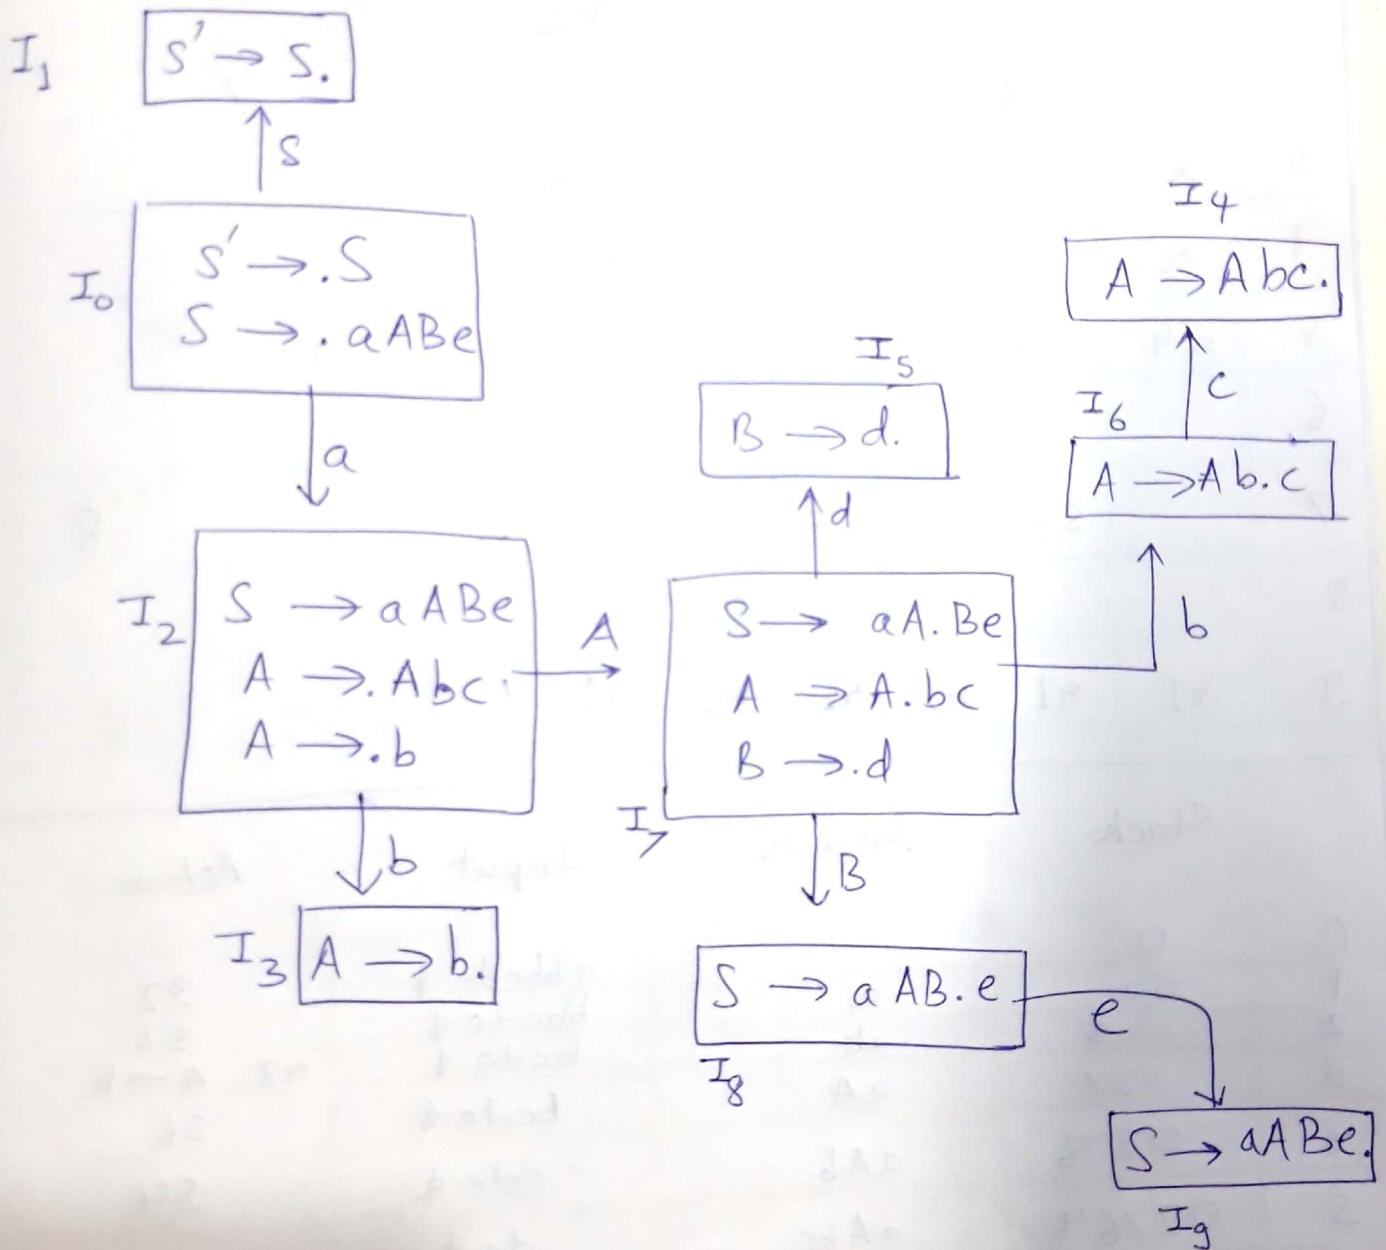 I1
S' → S.
S
I0
S' → .S
S → . aABe
a
I2
S → aABe
A → .Abc
A → .b
A
b
I3
A → b.
I5
B → d.
d
I7
S → aA.Be
A → A.bc
B → .d
b
I6
A → Ab.c
c
I4
A → Abc.
B
S → aAB.e
I8
e
S → aABe.
I9